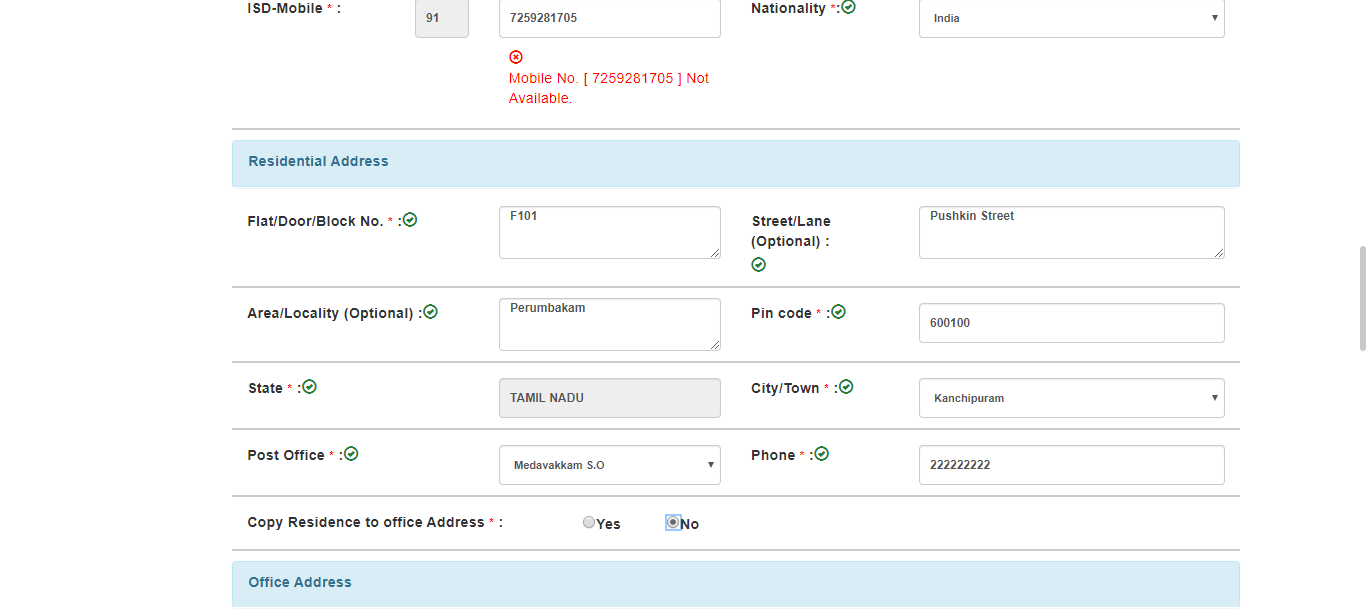 ISD-Mobile * : 91 7259281705 Nationality *: India
Mobile No. [ 7259281705 ] Not
Available.
Residential Address
Flat/Door/Block No. * : F101 Street/Lane Pushkin Street
(Optional) :
Area/Locality (Optional) : Perumbakam Pin code * : 600100
State * : TAMIL NADU City/Town * : Kanchipuram
Post Office * : Medavakkam S.O Phone * : 222222222
Copy Residence to office Address * : Yes No
Office Address